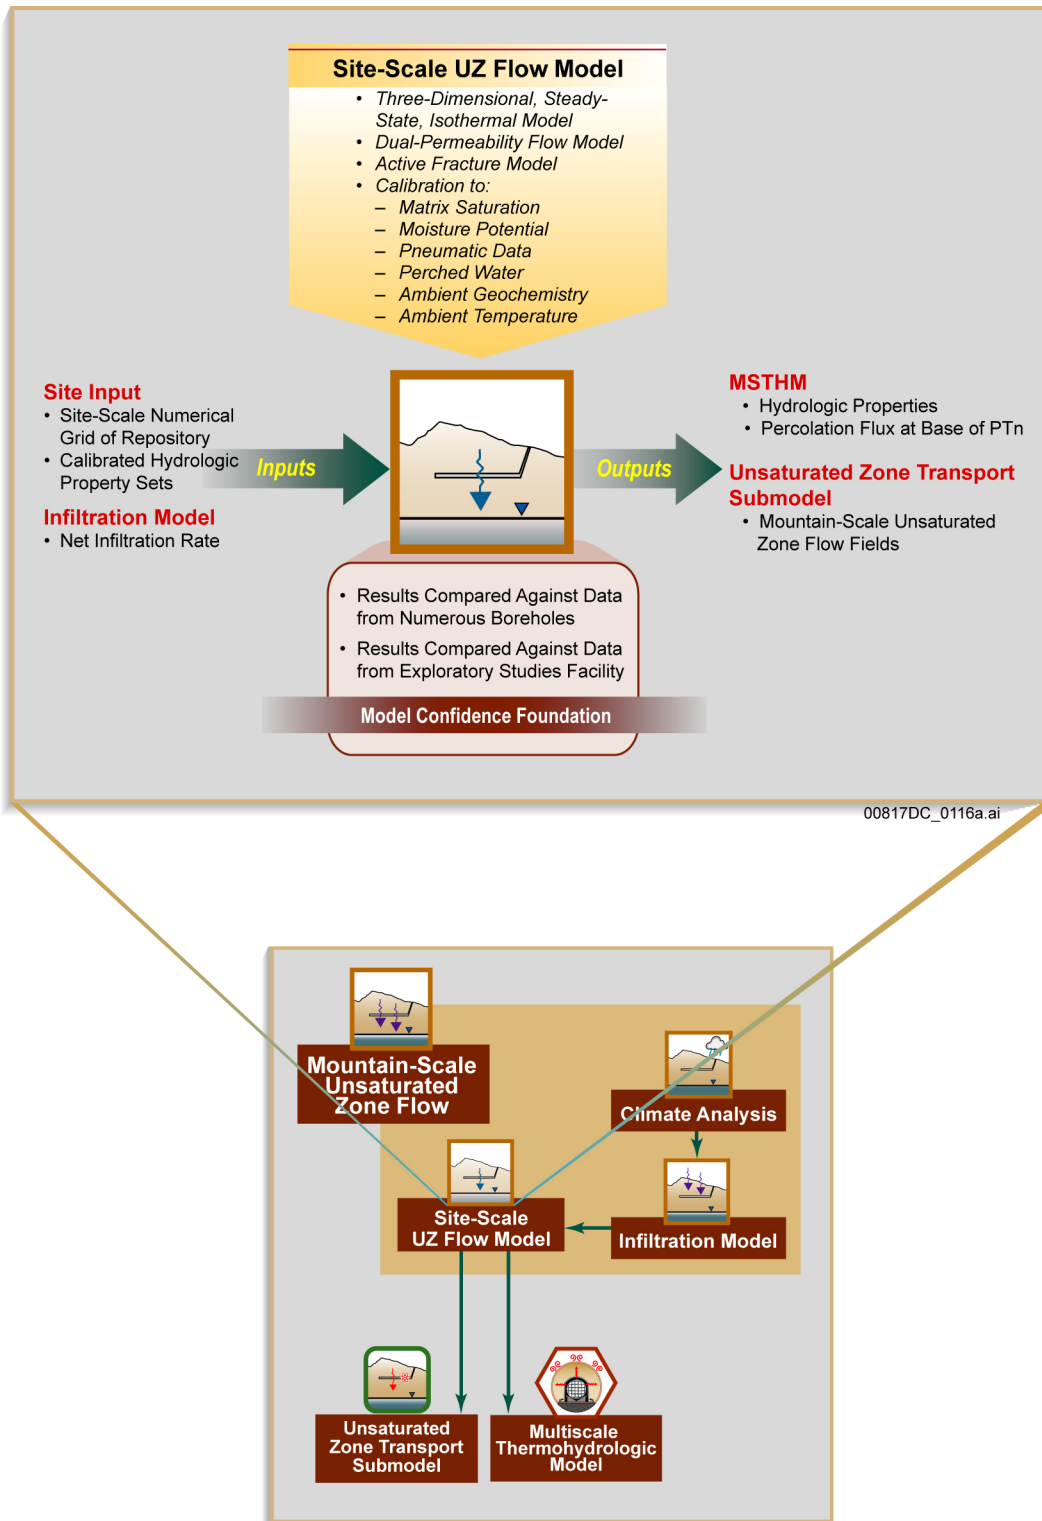 Site-Scale UZ Flow Model
• Three-Dimensional, Steady-
State, Isothermal Model
• Dual-Permeability Flow Model
• Active Fracture Model
• Calibration to:
– Matrix Saturation
– Moisture Potential
– Pneumatic Data
– Perched Water
– Ambient Geochemistry
– Ambient Temperature
Site Input
• Site-Scale Numerical
Grid of Repository
• Calibrated Hydrologic
Property Sets
Infiltration Model
• Net Infiltration Rate
Inputs
Outputs
MSTHM
• Hydrologic Properties
• Percolation Flux at Base of PTn
Unsaturated Zone Transport
Submodel
• Mountain-Scale Unsaturated
Zone Flow Fields
• Results Compared Against Data
from Numerous Boreholes
• Results Compared Against Data
from Exploratory Studies Facility
Model Confidence Foundation
00817DC_0116a.ai
Mountain-Scale
Unsaturated
Zone Flow
Climate Analysis
Site-Scale
UZ Flow Model
Infiltration Model
Unsaturated
Zone Transport
Submodel
Multiscale
Thermohydrologic
Model